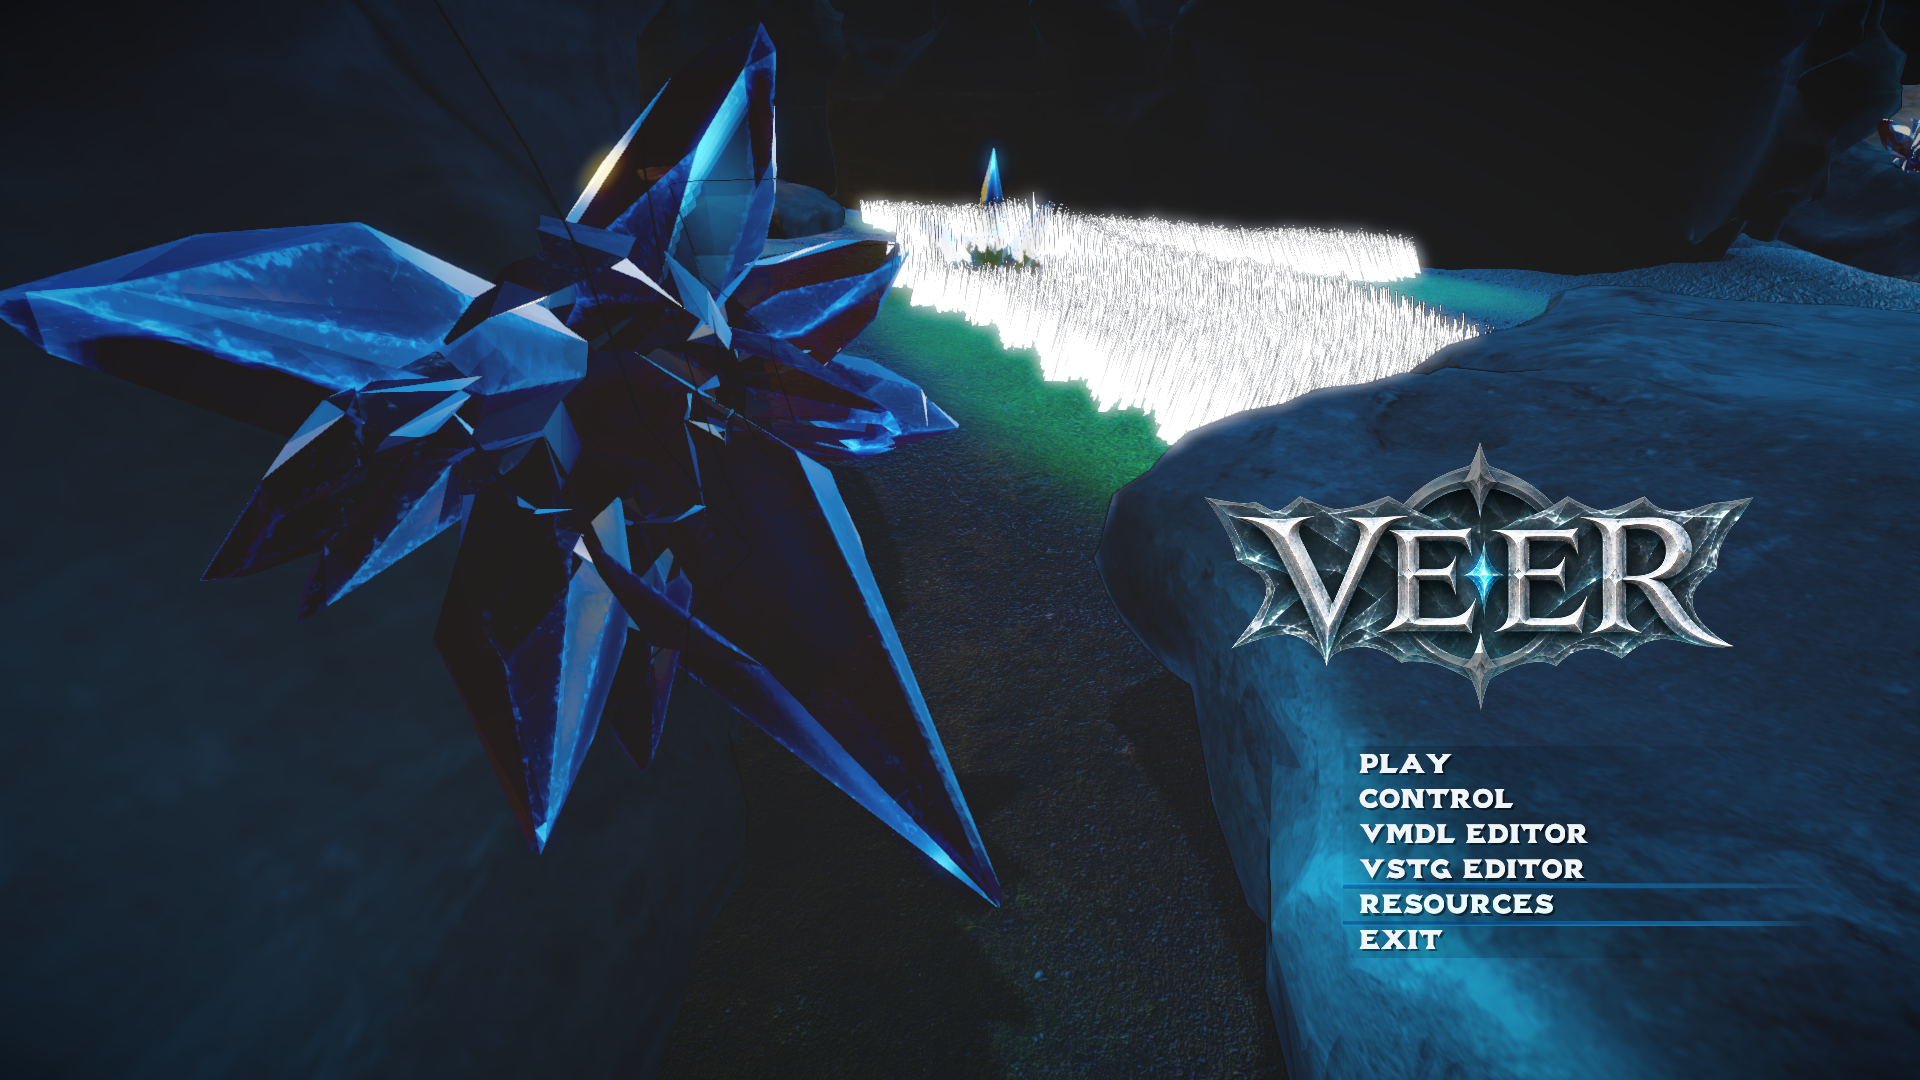 VEER
PLAY
CONTROL
VMDL EDITOR
VSTG EDITOR
RESOURCES
EXIT